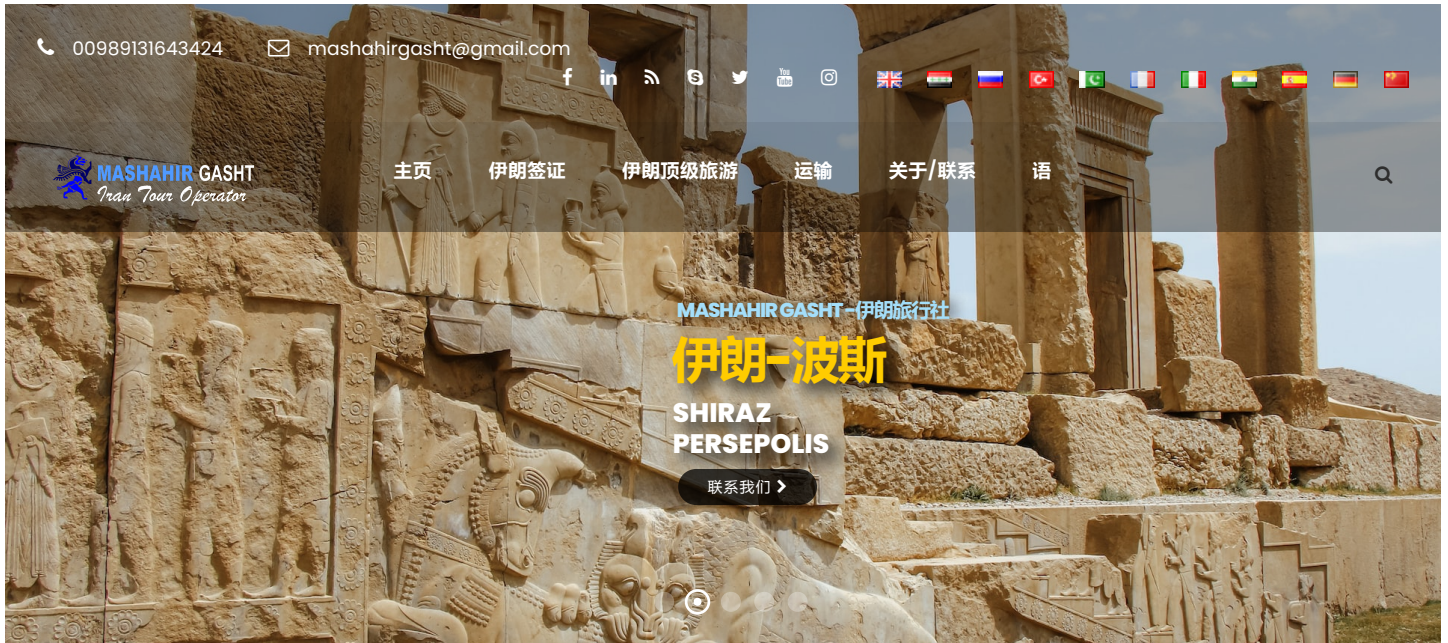 00989131643424 mashahirgasht@gmail.com
You Tube
MASHAHIR GASHT
Iran Tour Operator
主页 伊朗签证 伊朗顶级旅游 运输 关于/联系 语
MASHAHIR GASHT - 伊朗旅行社
伊朗-波斯
SHIRAZ
PERSEPOLIS
联系我们